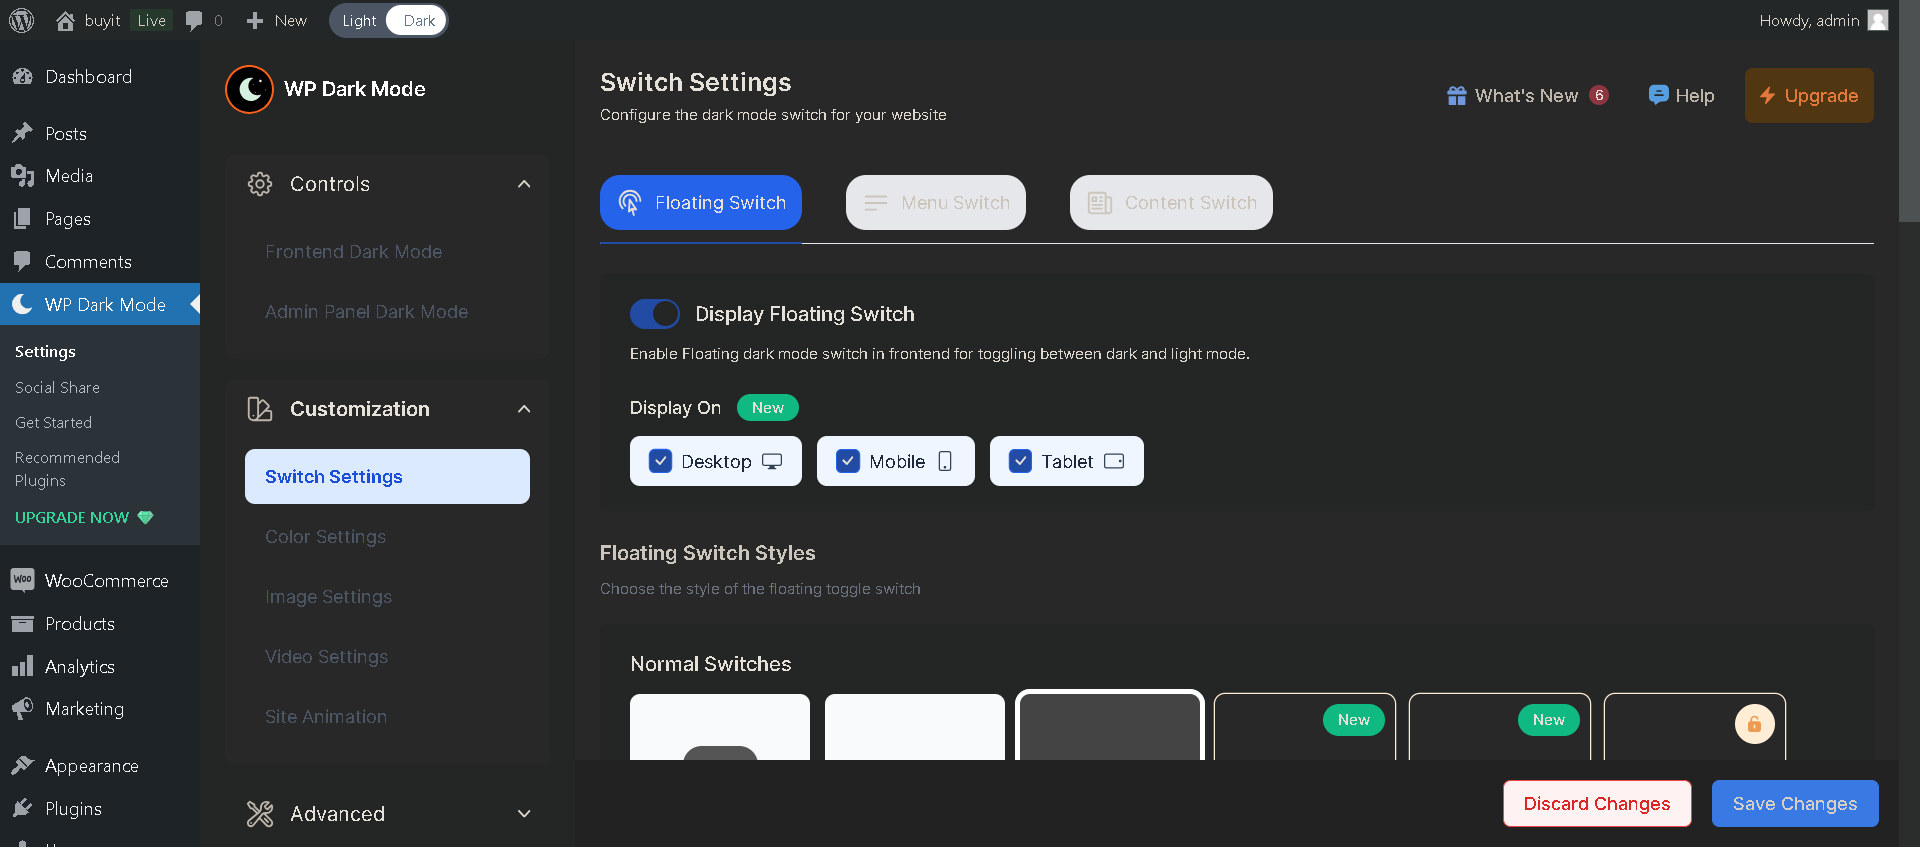 buyit Live 0 New Light Dark Howdy, admin
Dashboard
Posts
Media
Pages
Comments
WP Dark Mode
Settings
Social Share
Get Started
Recommended
Plugins
UPGRADE NOW
WooCommerce
Products
Analytics
Marketing
Appearance
Plugins
WP Dark Mode
Controls
Frontend Dark Mode
Admin Panel Dark Mode
Customization
Switch Settings
Color Settings
Image Settings
Video Settings
Site Animation
Advanced
Switch Settings
Configure the dark mode switch for your website
What's New 6 Help Upgrade
Floating Switch Menu Switch Content Switch
Display Floating Switch
Enable Floating dark mode switch in frontend for toggling between dark and light mode.
Display On New
Desktop Mobile Tablet
Floating Switch Styles
Choose the style of the floating toggle switch
Normal Switches
New New
Discard Changes Save Changes